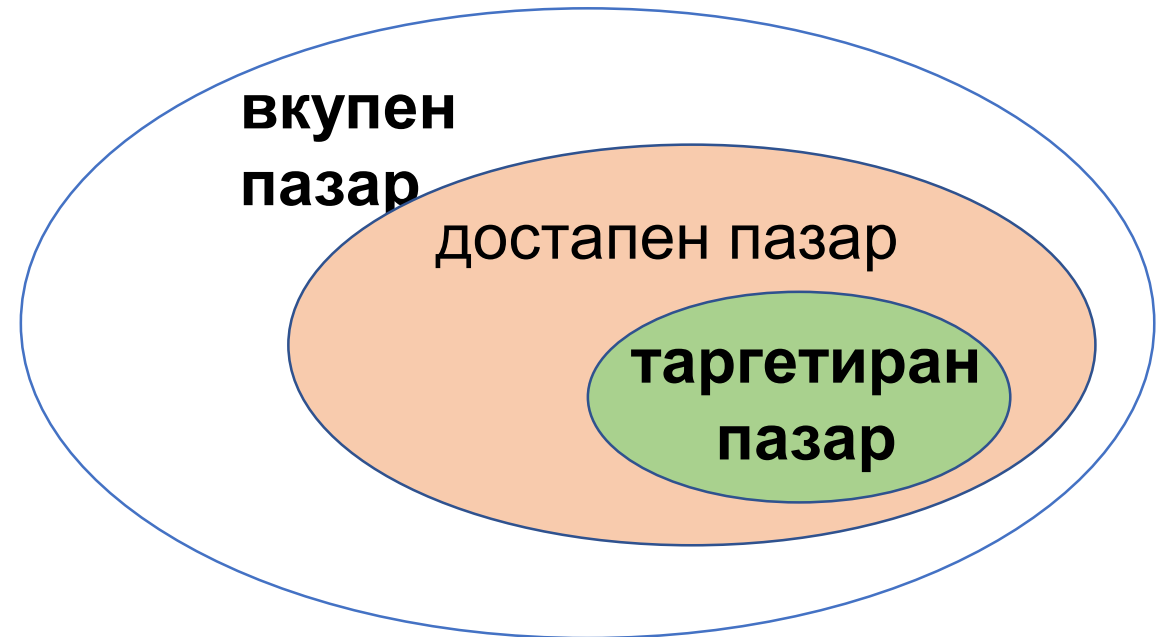 вкупен
пазар
достапен пазар
таргетиран
пазар